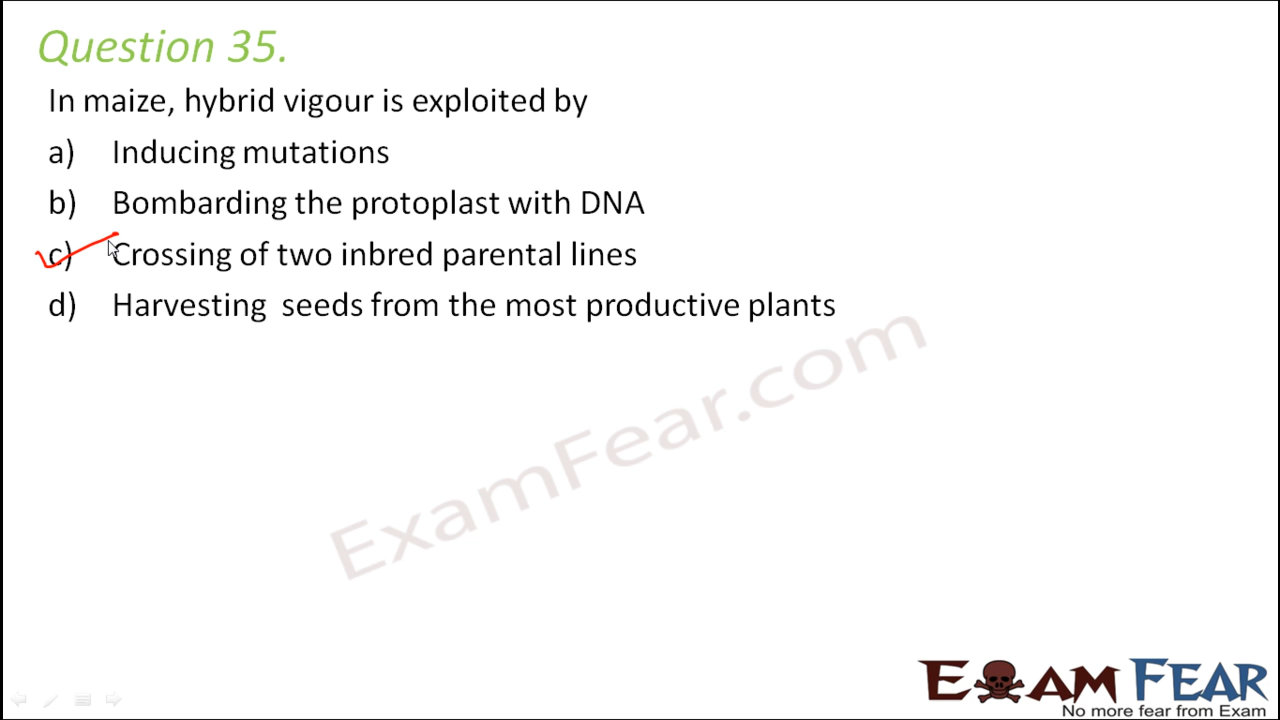 Question 35.
In maize, hybrid vigour is exploited by
a) Inducing mutations
b) Bombarding the protoplast with DNA
c) Crossing of two inbred parental lines
d) Harvesting seeds from the most productive plants
ExamFear.com
EXAM FEAR
No more fear from Exam